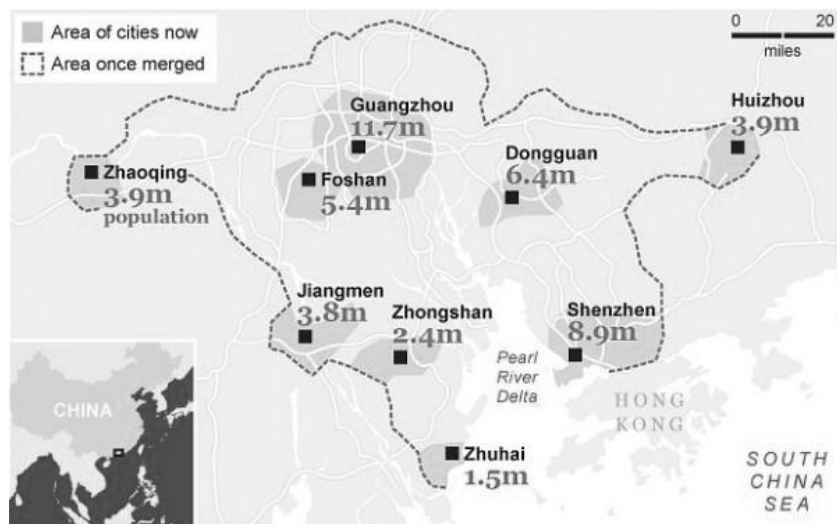 Area of cities now
Area once merged
0 20
miles
Guangzhou
11.7m
Huizhou
3.9m
Dongguan
6.4m
Zhaoqing
3.9m
population
Foshan
5.4m
Jiangmen
3.8m
Zhongshan
2.4m
Shenzhen
8.9m
Pearl
River
Delta
HONG
KONG
CHINA
Zhuhai
1.5m
SOUTH
CHINA
SEA